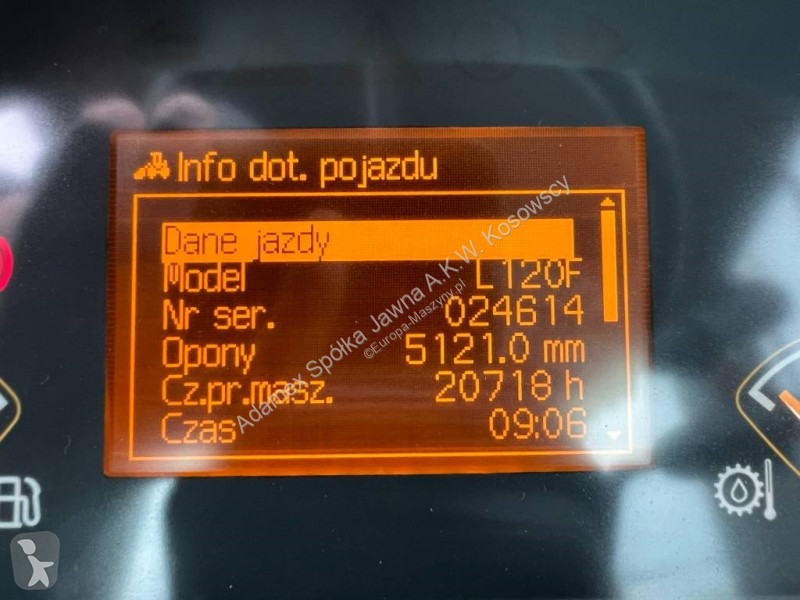 Info dot. pojazdu
Dane jazdy
Model L120F
Nr ser. 024614
Opony 5121.0 mm
Cz.pr.masz. 20718 h
Czas 09:06
Adamex Spółka Jawna A.K.W. Kosowscy
©Europa-Maszyny.pl